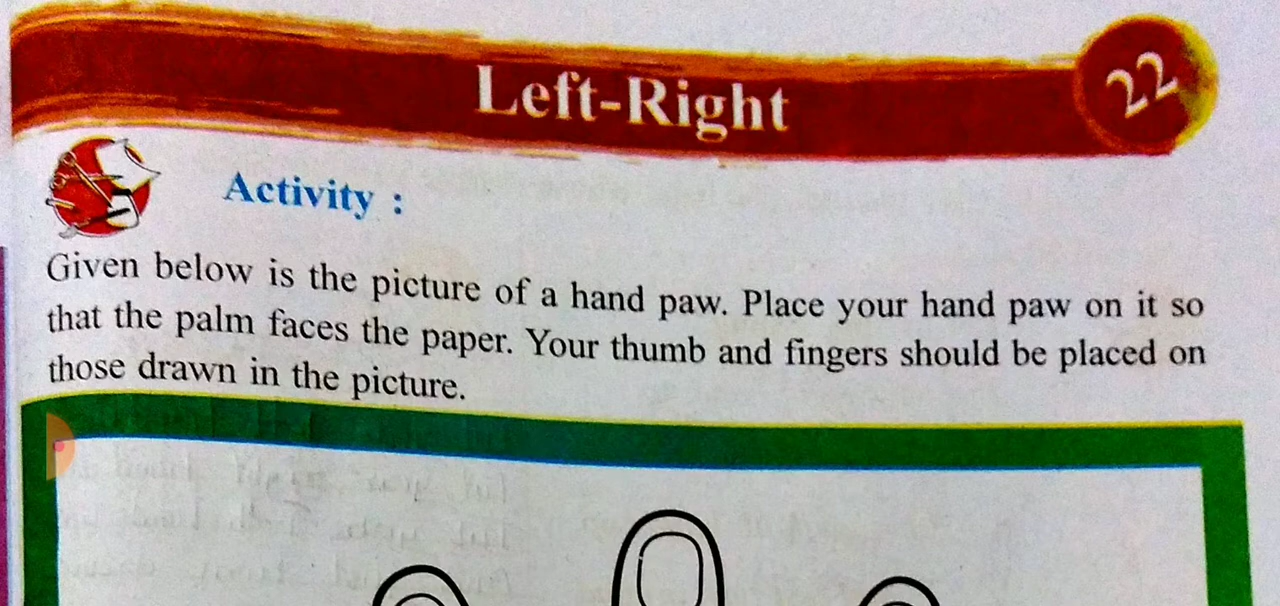 Left-Right
22
Activity :
Given below is the picture of a hand paw. Place your hand paw on it so
that the palm faces the paper. Your thumb and fingers should be placed on
those drawn in the picture.